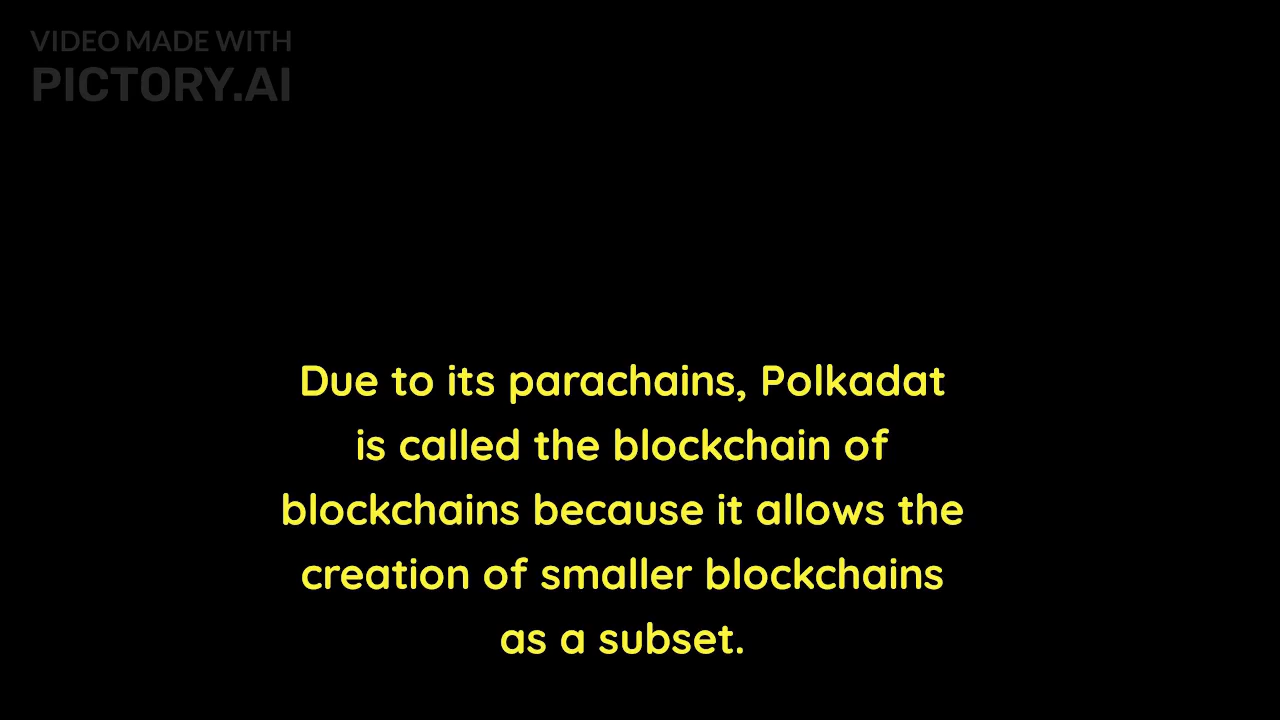 VIDEO MADE WITH
PICTORY.AI
Due to its parachains, Polkadat
is called the blockchain of
blockchains because it allows the
creation of smaller blockchains
as a subset.